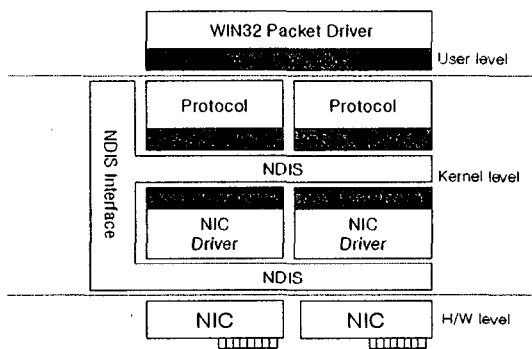 WIN32 Packet Driver
User level
Protocol
Protocol
NDIS Interface
NDIS
Kernel level
NIC
Driver
NIC
Driver
NDIS
NIC
NIC
H/W level